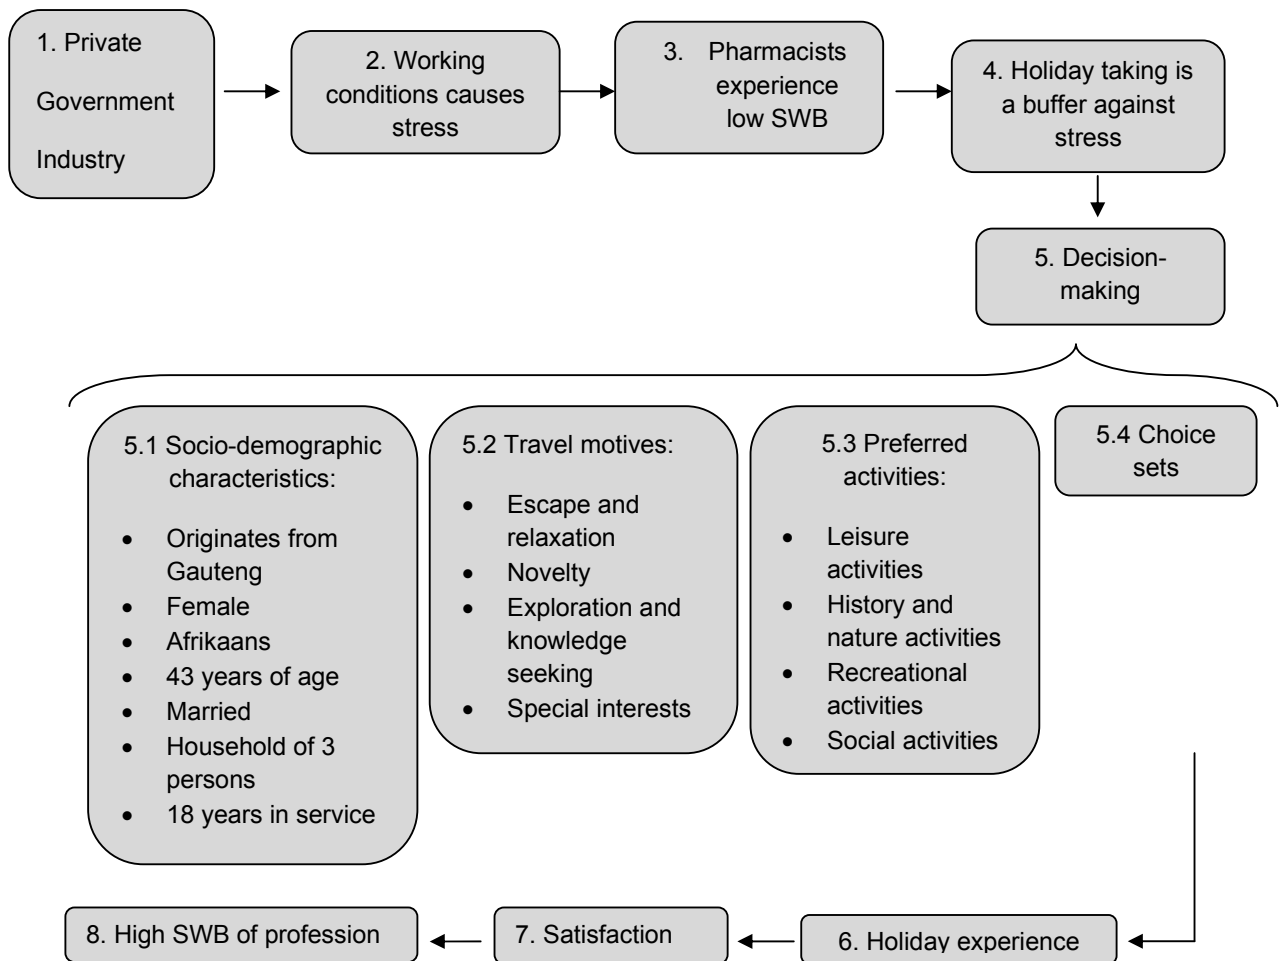 1. Private
Government
Industry
2. Working
conditions causes
stress
3. Pharmacists
experience
low SWB
4. Holiday taking is
a buffer against
stress
5. Decision-
making
5.1 Socio-demographic
characteristics:
• Originates from
Gauteng
• Female
• Afrikaans
• 43 years of age
• Married
• Household of 3
persons
• 18 years in service
5.2 Travel motives:
• Escape and
relaxation
• Novelty
• Exploration and
knowledge
seeking
• Special interests
5.3 Preferred
activities:
• Leisure
activities
• History and
nature activities
• Recreational
activities
• Social activities
5.4 Choice
sets
6. Holiday experience
7. Satisfaction
8. High SWB of profession